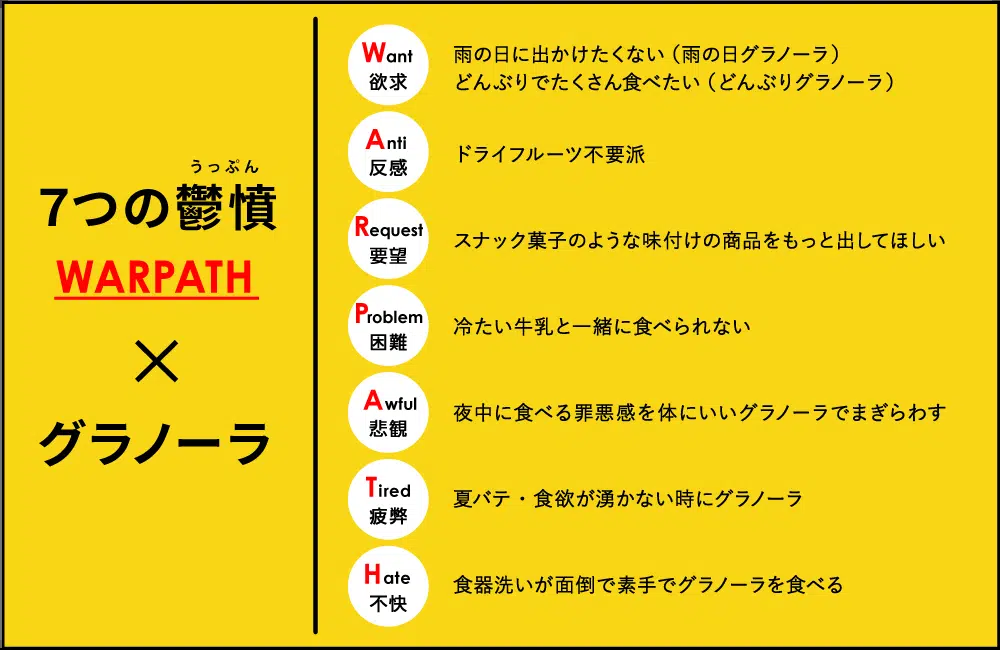 うっぷん
7つの鬱憤
WARPATH
×
グラノーラ
Want
欲求
雨の日に出かけたくない（雨の日グラノーラ）
どんぶりでたくさん食べたい（どんぶりグラノーラ）
Anti
反感
ドライフルーツ不要派
Request
要望
スナック菓子のような味付けの商品をもっと出してほしい
Problem
困難
冷たい牛乳と一緒に食べられない
Awful
悲観
夜中に食べる罪悪感を体にいいグラノーラでまぎらわす
Tired
疲弊
夏バテ・食欲が湧かない時にグラノーラ
Hate
不快
食器洗いが面倒で素手でグラノーラを食べる